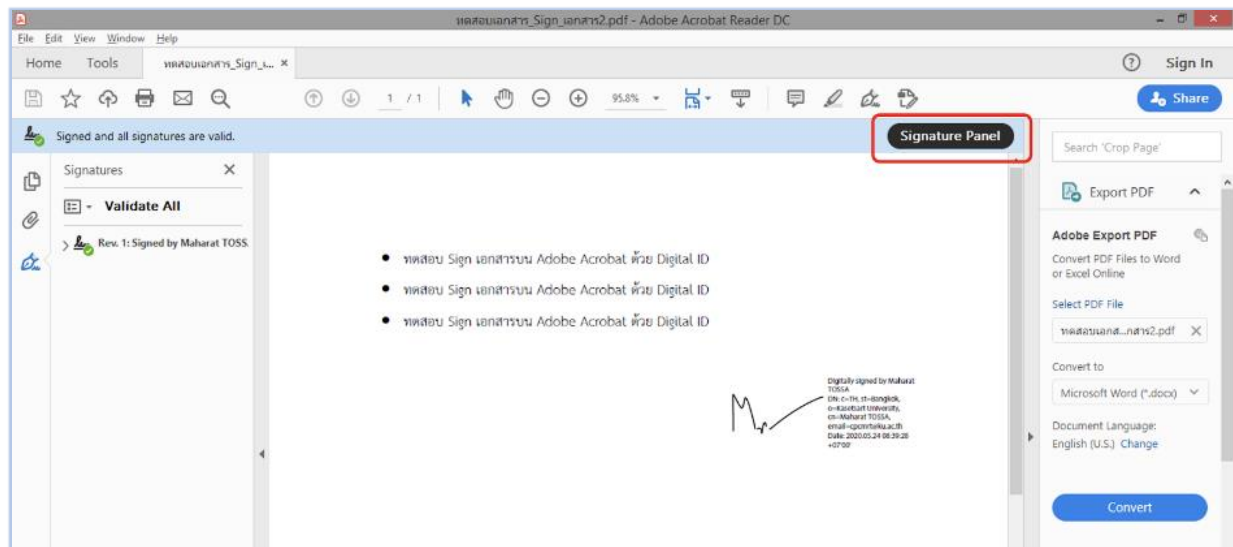 ทดสอบเอกสาร_Sign_เอกสาร2.pdf - Adobe Acrobat Reader DC
File Edit View Window Help
Home Tools ทดสอบเอกสาร_Sign_เ... × ? Sign In
1 / 1 95.8% Share
Signed and all signatures are valid. Signature Panel
Signatures ×
Validate All
Rev. 1: Signed by Maharat TOSS
• ทดสอบ Sign เอกสารบน Adobe Acrobat ด้วย Digital ID
• ทดสอบ Sign เอกสารบน Adobe Acrobat ด้วย Digital ID
• ทดสอบ Sign เอกสารบน Adobe Acrobat ด้วย Digital ID
Digitally signed by Maharat
TOSSA
DN: c=TH, st=Bangkok,
o=Kasetsart University,
cn=Maharat TOSSA,
Date: 2020.05.24 08:39:28
+07'00'
Search 'Crop Page'
Export PDF
Adobe Export PDF
Convert PDF Files to Word
or Excel Online
Select PDF File
ทดสอบเอกส...กสาร2.pdf ×
Convert to
Microsoft Word (*.docx)
Document Language:
English (U.S.) Change
Convert